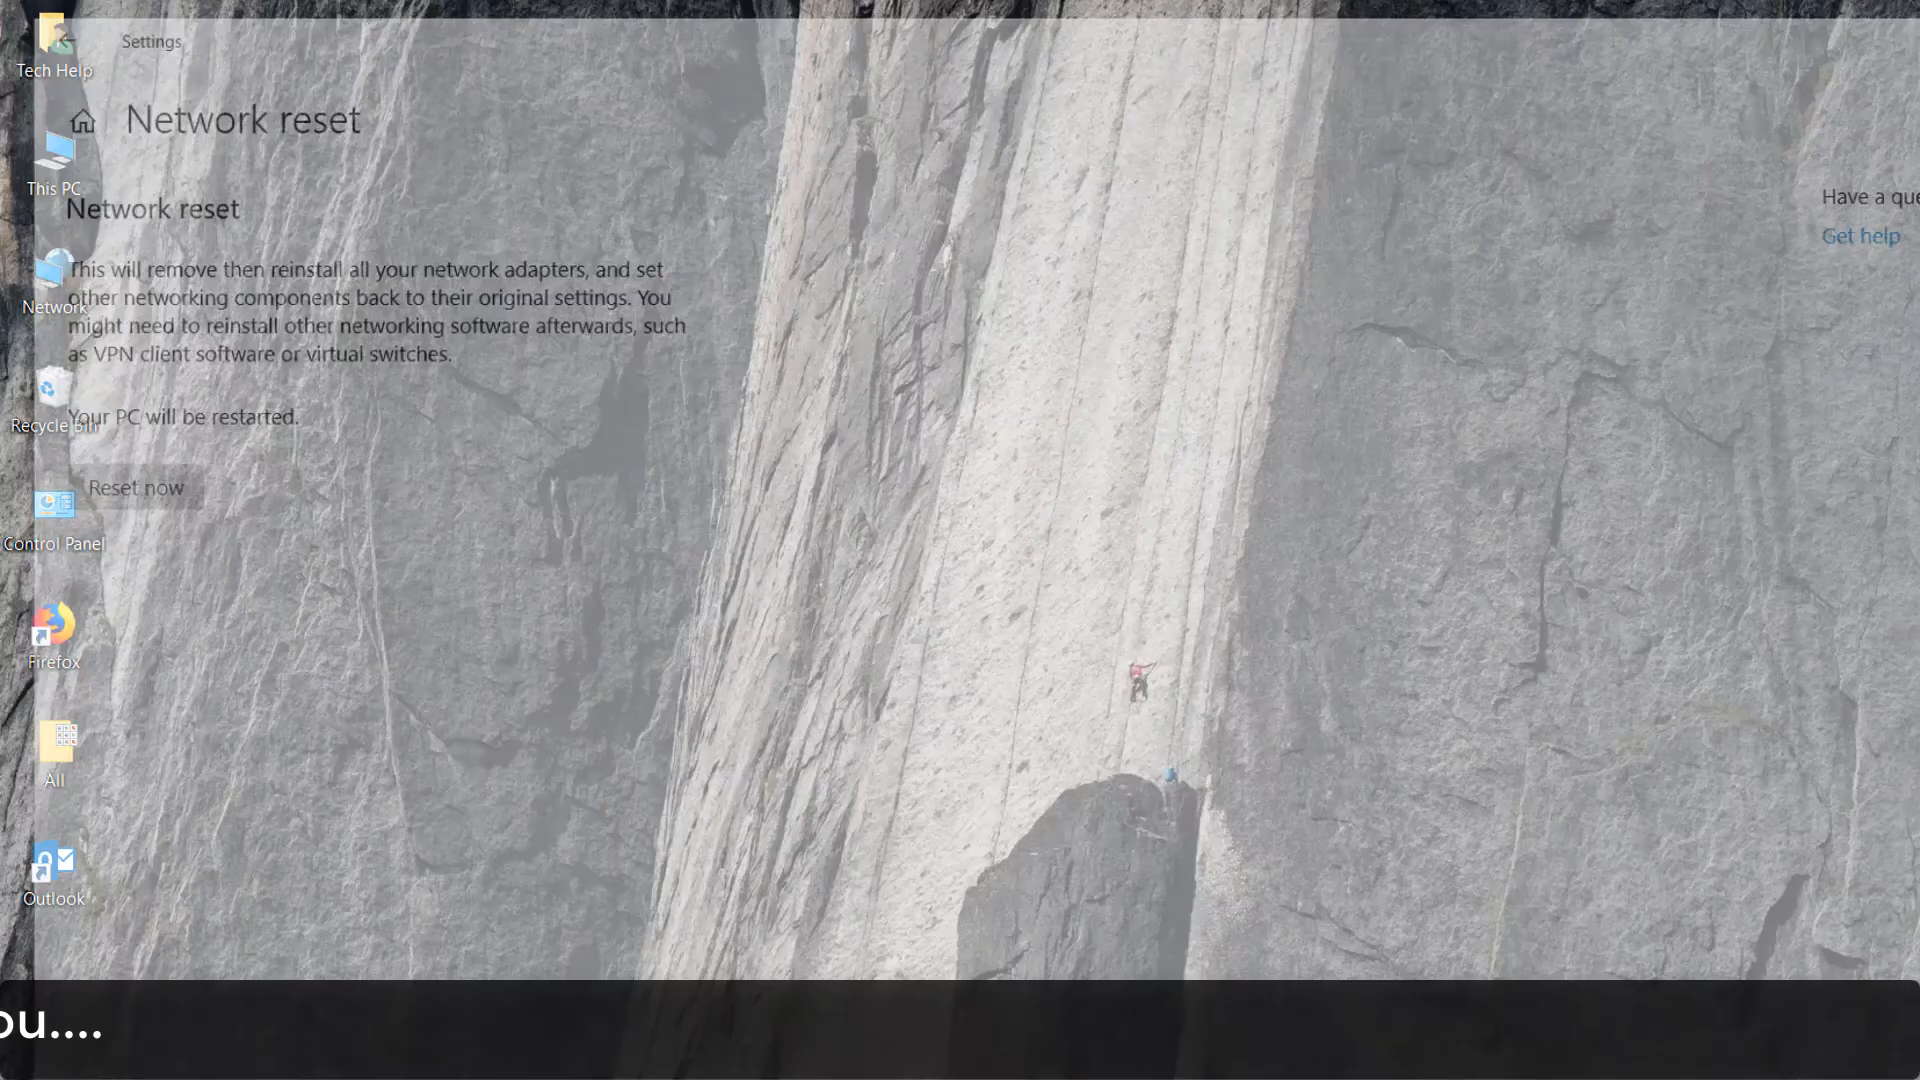 Settings
Network reset
Network reset
This will remove then reinstall all your network adapters, and set
other networking components back to their original settings. You
might need to reinstall other networking software afterwards, such
as VPN client software or virtual switches.
Your PC will be restarted.
Reset now
Have a
Get help
Tech Help
This PC
Network
Recycle Bin
Control Panel
Firefox
All
Outlook
ou....